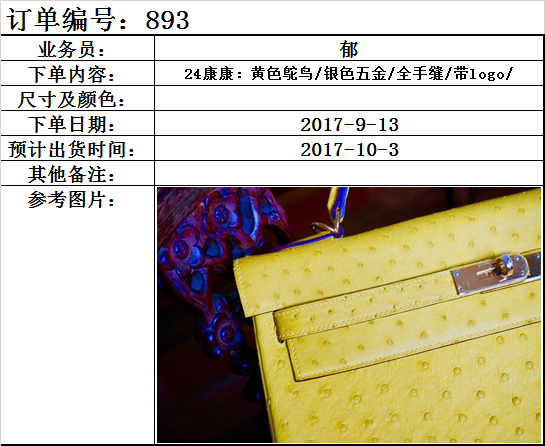 订单编号：893
业务员： 郁
下单内容： 24康康：黄色鸵鸟/银色五金/全手缝/带logo/
尺寸及颜色：
下单日期： 2017-9-13
预计出货时间： 2017-10-3
其他备注：
参考图片：